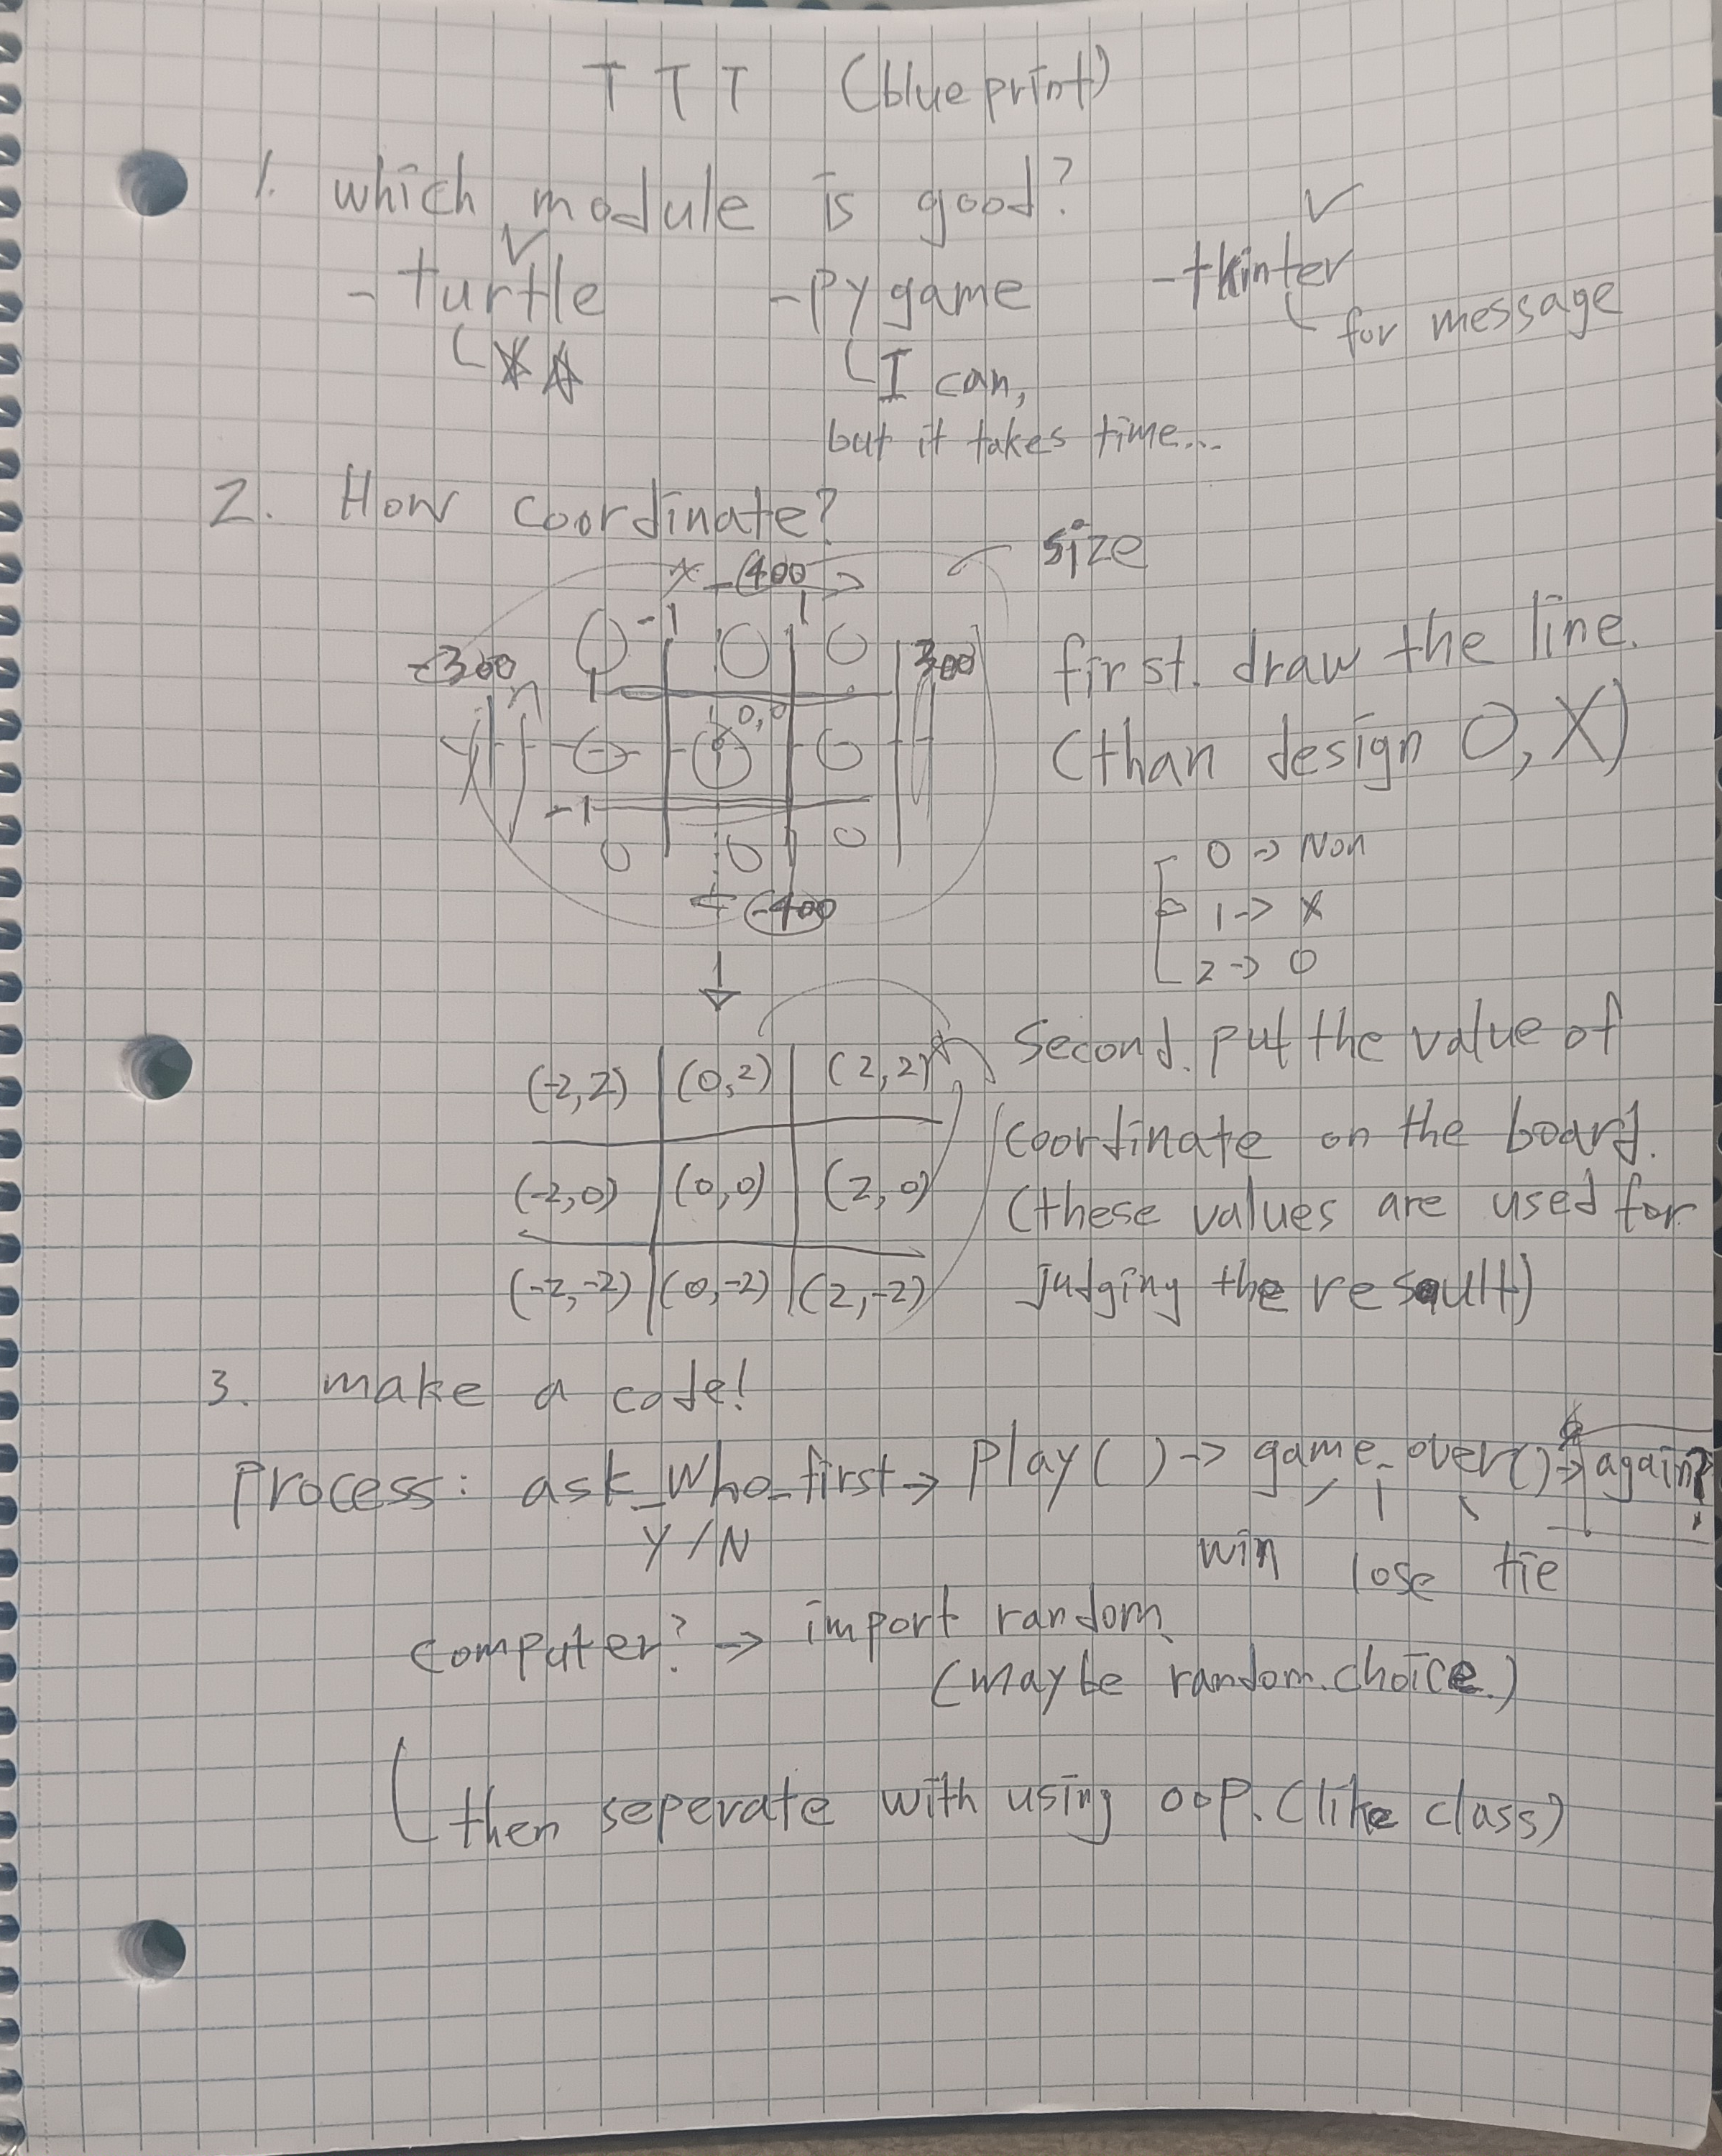 TTT (blueprint)
1. which module is good?
- turtle - pygame - tkinter
for message
I can,
but it takes time...
2. How coordinate?
size
400
-1 1
-300 300
1
0,0
-1
-400
first. draw the line.
(than design O, X)
0 -> Non
1 -> X
2 -> O
(-2,2) (0,2) (2,2)
(-2,0) (0,0) (2,0)
(-2,-2) (0,-2) (2,-2)
Second. put the value of
coordinate on the board.
(these values are used for
judging the result)
3. make a code!
Process: ask_who_first -> Play() -> game_over() -> again?
Y/N
win lose tie
computer? -> import random
(maybe random.choice)
then seperate with using oop. (like class)